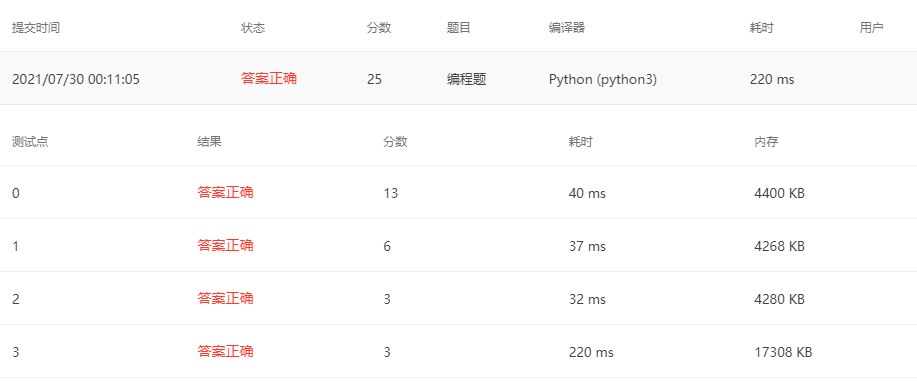 提交时间 状态 分数 题目 编译器 耗时 用户
2021/07/30 00:11:05 答案正确 25 编程题 Python (python3) 220 ms
测试点 结果 分数 耗时 内存
0 答案正确 13 40 ms 4400 KB
1 答案正确 6 37 ms 4268 KB
2 答案正确 3 32 ms 4280 KB
3 答案正确 3 220 ms 17308 KB